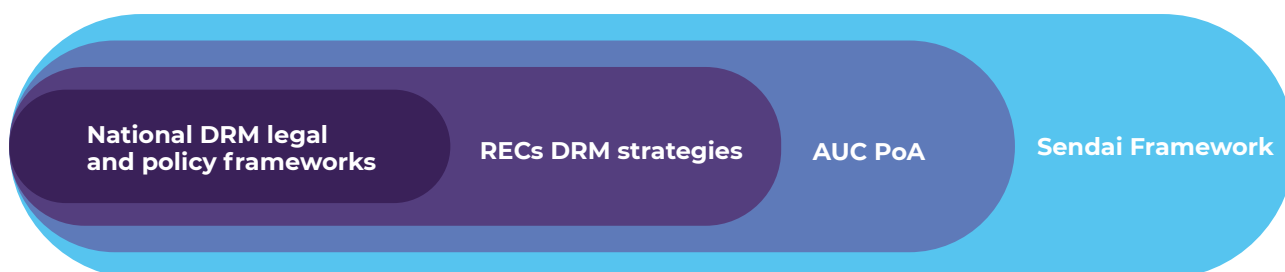 National DRM legal
and policy frameworks
RECs DRM strategies
AUC PoA
Sendai Framework